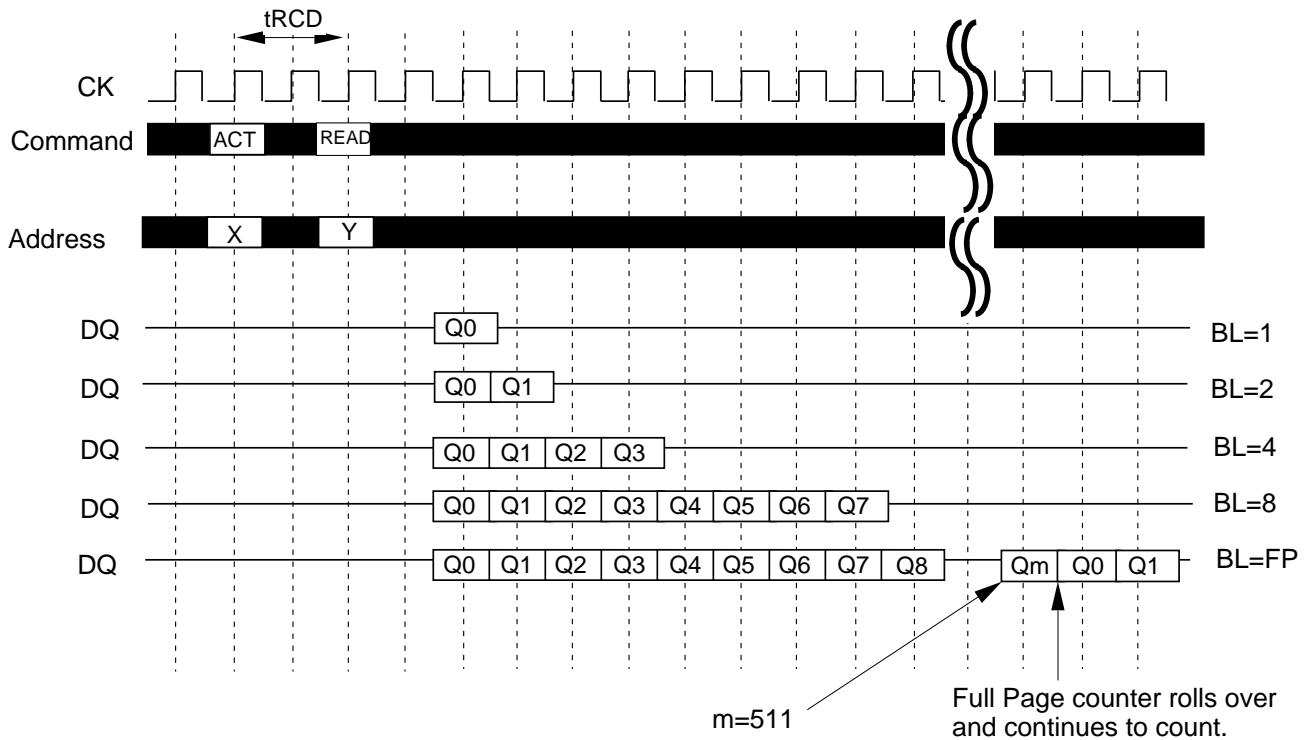 tRCD
CK
Command ACT READ
Address X Y
DQ Q0 BL=1
DQ Q0 Q1 BL=2
DQ Q0 Q1 Q2 Q3 BL=4
DQ Q0 Q1 Q2 Q3 Q4 Q5 Q6 Q7 BL=8
DQ Q0 Q1 Q2 Q3 Q4 Q5 Q6 Q7 Q8 Qm Q0 Q1 BL=FP
m=511
Full Page counter rolls over
and continues to count.